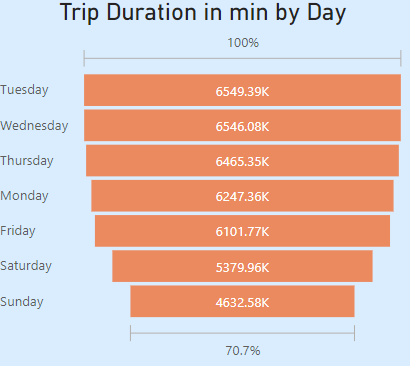 Trip Duration in min by Day
100%
Tuesday 6549.39K
Wednesday 6546.08K
Thursday 6465.35K
Monday 6247.36K
Friday 6101.77K
Saturday 5379.96K
Sunday 4632.58K
70.7%